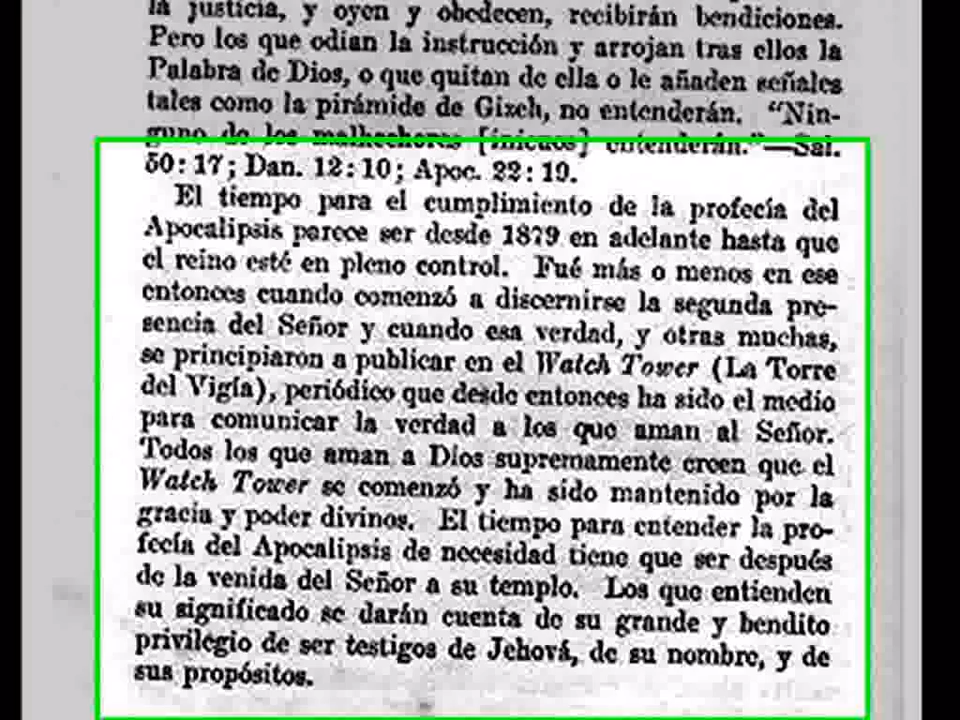 la justicia, y oyen y obedecen, recibirán bendiciones.
Pero los que odian la instrucción y arrojan tras ellos la
Palabra de Dios, o que quitan de ella o le añaden señales
tales como la pirámide de Gizeh, no entenderán. “Nin-
guno de los malhechores [inicuos] entenderán.”—Sal.
50:17; Dan. 12:10; Apoc. 22:19.
El tiempo para el cumplimiento de la profecía del
Apocalipsis parece ser desde 1879 en adelante hasta que
el reino esté en pleno control. Fué más o menos en ese
entonces cuando comenzó a discernirse la segunda pre-
sencia del Señor y cuando esa verdad, y otras muchas,
se principiaron a publicar en el Watch Tower (La Torre
del Vigía), periódico que desde entonces ha sido el medio
para comunicar la verdad a los que aman al Señor.
Todos los que aman a Dios supremamente creen que el
Watch Tower se comenzó y ha sido mantenido por la
gracia y poder divinos. El tiempo para entender la pro-
fecía del Apocalipsis de necesidad tiene que ser después
de la venida del Señor a su templo. Los que entienden
su significado se darán cuenta de su grande y bendito
privilegio de ser testigos de Jehová, de su nombre, y de
sus propósitos.